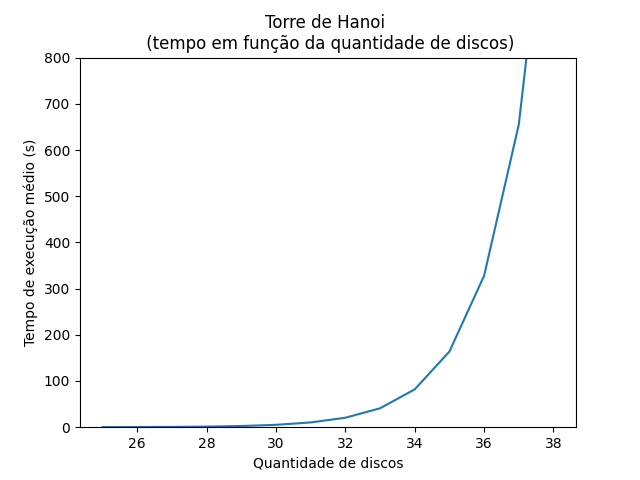 Torre de Hanoi
(tempo em função da quantidade de discos)
Tempo de execução médio (s)
800
700
600
500
400
300
200
100
0
26 28 30 32 34 36 38
Quantidade de discos